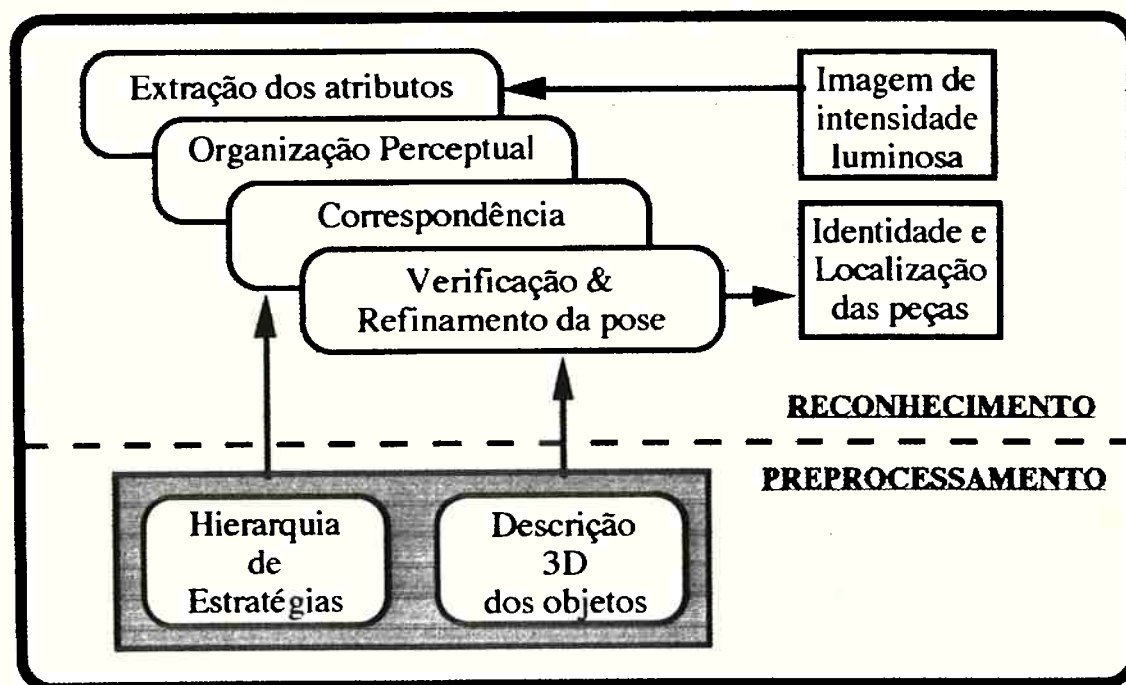 Extração dos atributos
Organização Perceptual
Correspondência
Verificação &
Refinamento da pose
Imagem de
intensidade
luminosa
Identidade e
Localização
das peças
RECONHECIMENTO
PREPROCESSAMENTO
Hierarquia
de
Estratégias
Descrição
3D
dos objetos